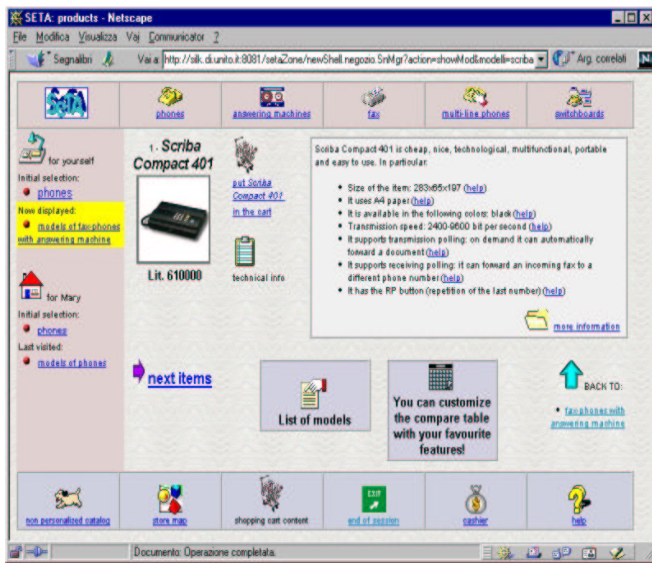 SETA: products - Netscape
File Modifica Visualizza Vai Communicator ?
Segnalibri Vai a http://silk.di.unito.it:8081/setaZone/newShell.negozio.SnMgr?action=showMod&modelli=scriba Arg. correlati N
SETA
phones
answering machines
fax
multi-line phones
switchboards
for yourself
Initial selection:
phones
Now displayed:
models of fax-phones
with answering machine
for Mary
Initial selection:
phones
Last visited:
models of phones
1 - Scriba
Compact 401
Lit. 610000
put Scriba
Compact 401
in the cart
technical info
Scriba Compact 401 is cheap, nice, technological, multifunctional, portable
and easy to use. In particular:
Size of the item: 283x65x197 (help)
It uses A4 paper (help)
It is available in the following colors: black (help)
Transmission speed: 2400-9600 bit per second (help)
It supports transmission polling: on demand it can automatically
forward a document (help)
It supports receiving polling: it can forward an incoming fax to a
different phone number (help)
It has the RP button (repetition of the last number) (help)
more information
next items
List of models
You can customize
the compare table
with your favourite
features!
BACK TO:
fax-phones with
answering machine
non personalized catalog
store map
shopping cart content
EXIT
end of session
cashier
help
Documento: Operazione completata.